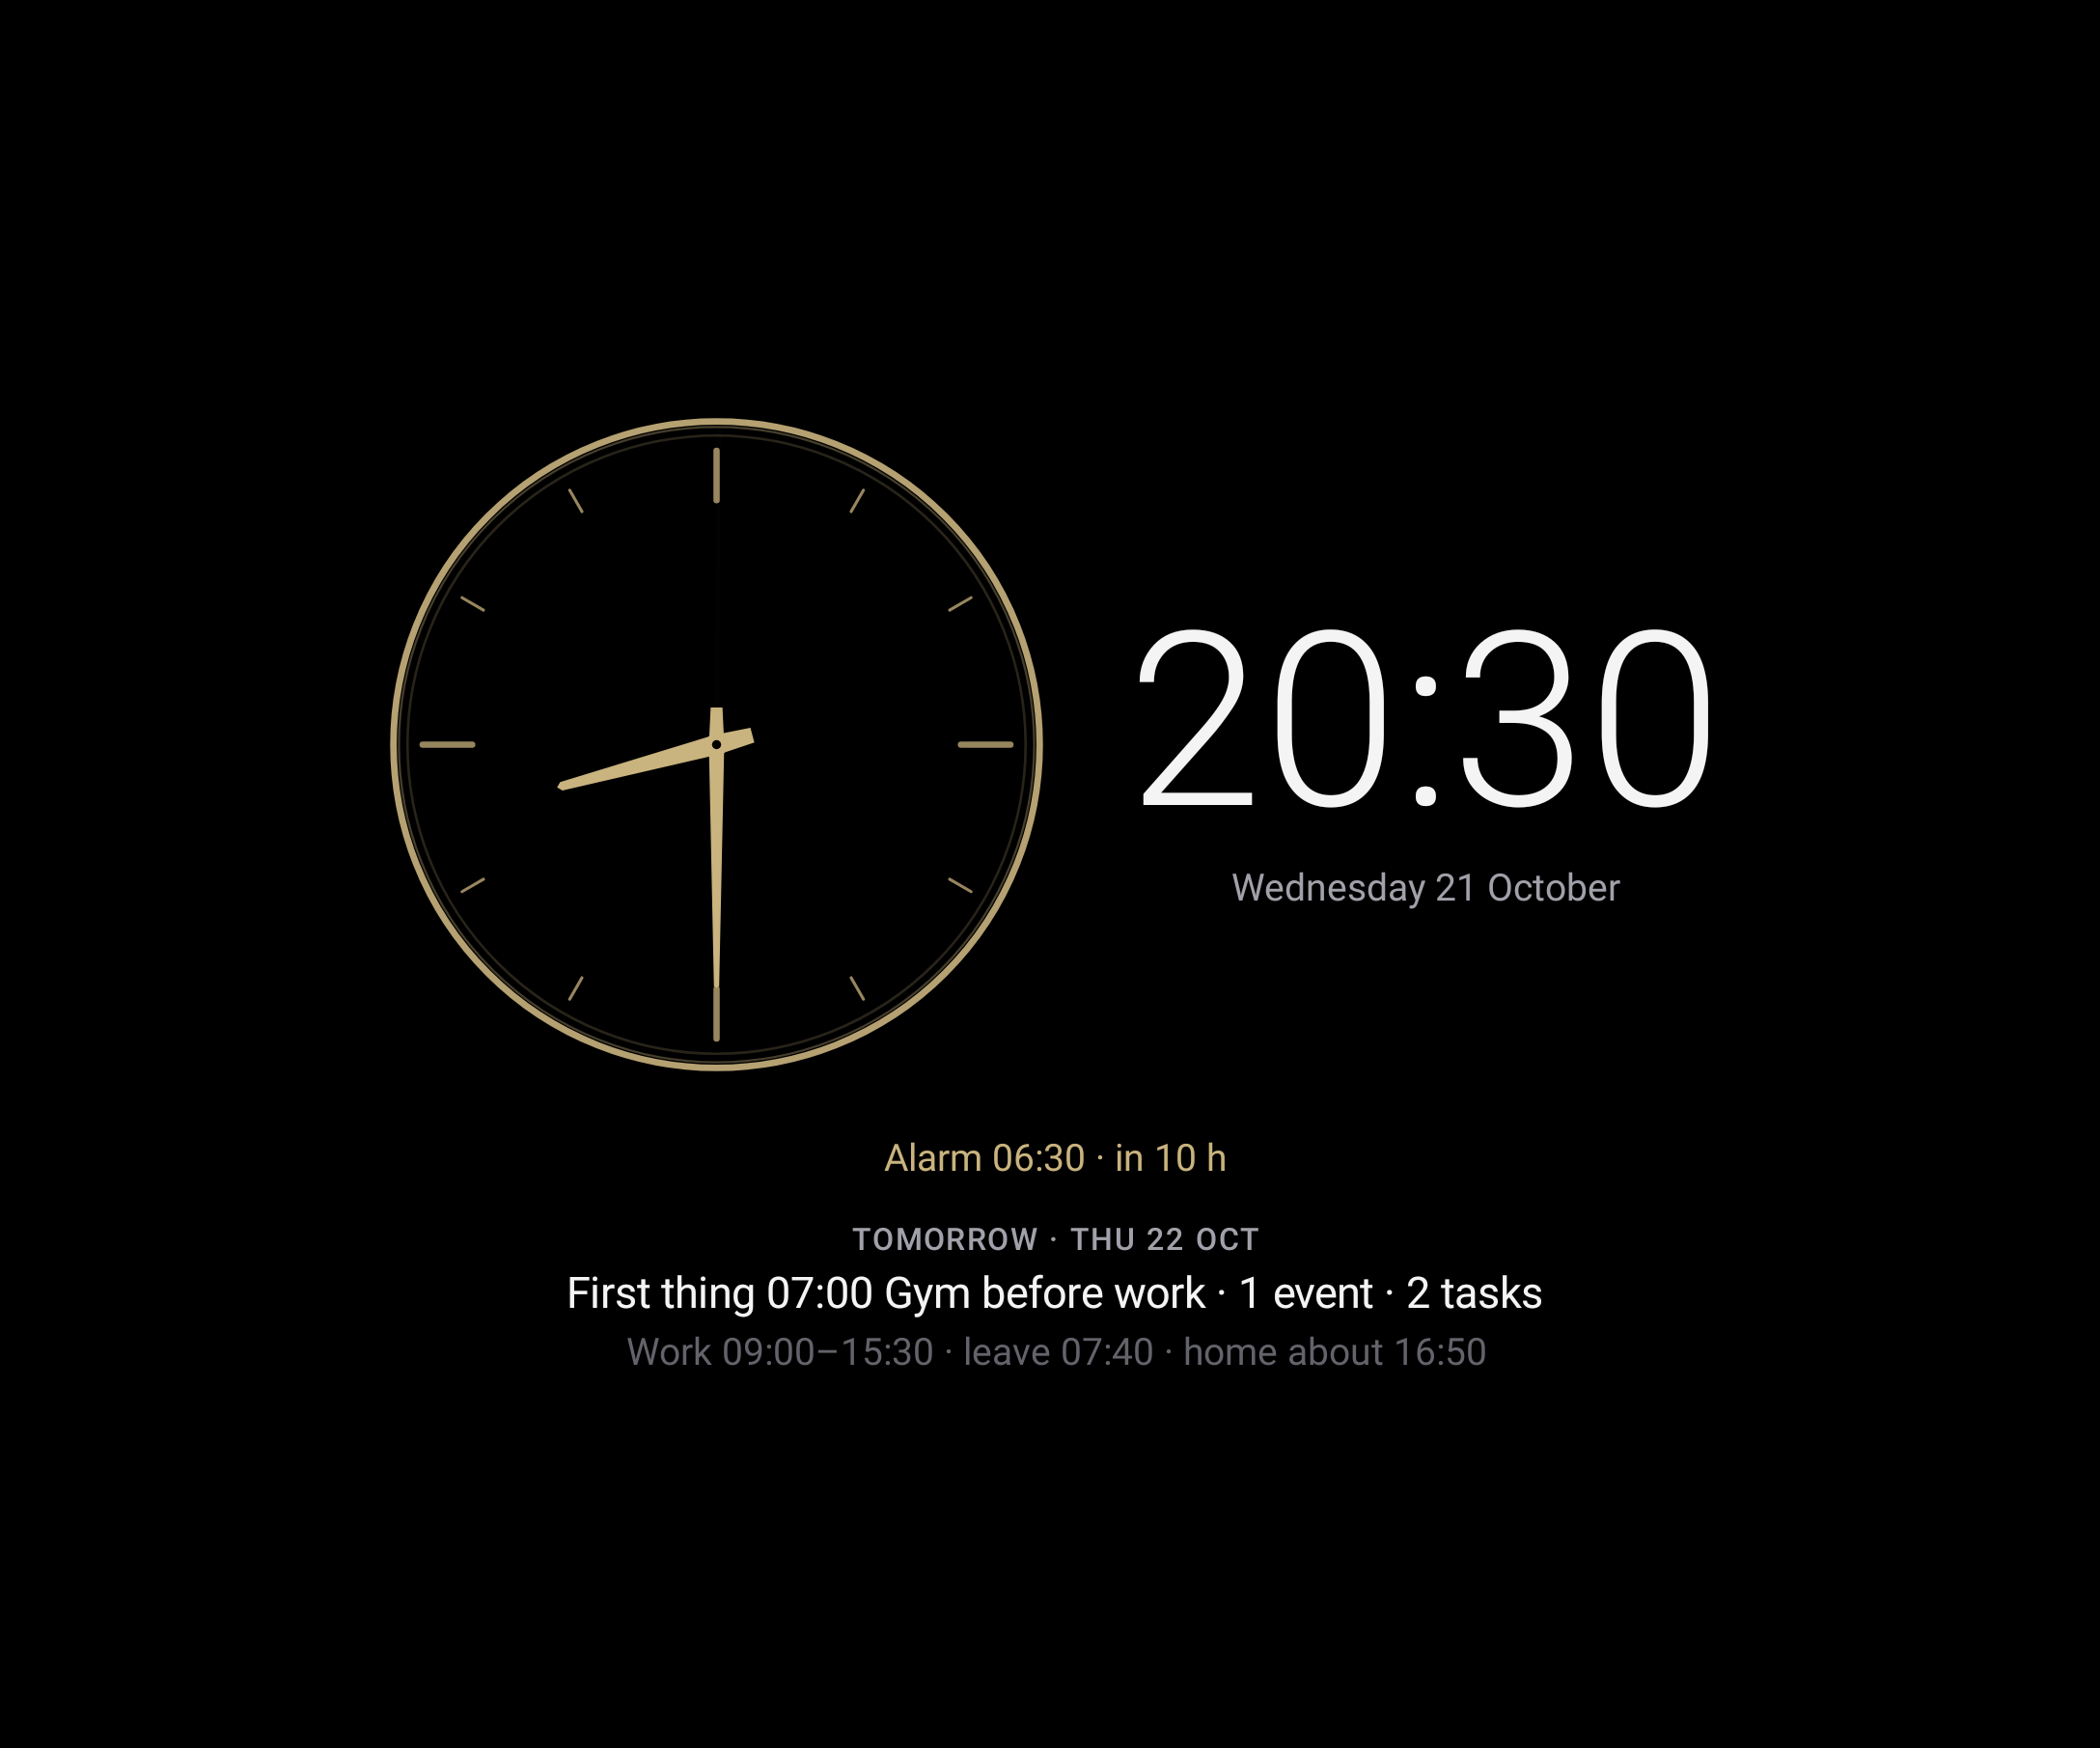 20:30
Wednesday 21 October
Alarm 06:30 · in 10 h
TOMORROW · THU 22 OCT
First thing 07:00 Gym before work · 1 event · 2 tasks
Work 09:00–15:30 · leave 07:40 · home about 16:50